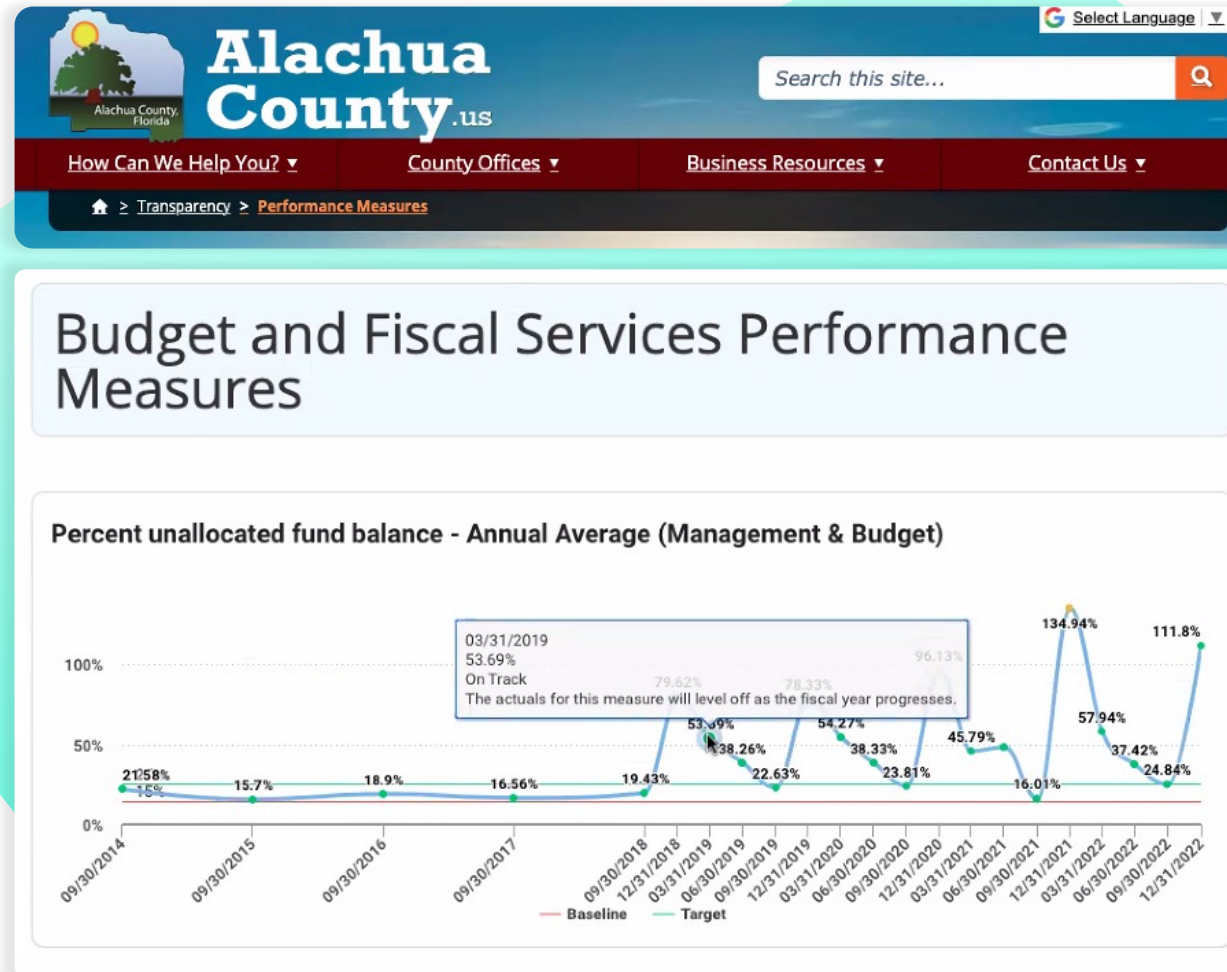 Select Language ▼
Alachua County, Florida
Alachua
County.us
Search this site...
How Can We Help You? ▼
County Offices ▼
Business Resources ▼
Contact Us ▼
> Transparency > Performance Measures
Budget and Fiscal Services Performance
Measures
Percent unallocated fund balance - Annual Average (Management & Budget)
03/31/2019
53.69%
On Track
The actuals for this measure will level off as the fiscal year progresses.
100%
50%
0%
21.58%
15%
15.7%
18.9%
16.56%
19.43%
79.62%
53.69%
38.26%
22.63%
78.33%
54.27%
38.33%
23.81%
96.13%
45.79%
16.01%
134.94%
57.94%
37.42%
24.84%
111.8%
09/30/2014
09/30/2015
09/30/2016
09/30/2017
09/30/2018
12/31/2018
03/31/2019
06/30/2019
09/30/2019
12/31/2019
03/31/2020
06/30/2020
09/30/2020
12/31/2020
03/31/2021
06/30/2021
09/30/2021
12/31/2021
03/31/2022
06/30/2022
09/30/2022
12/31/2022
Baseline
Target